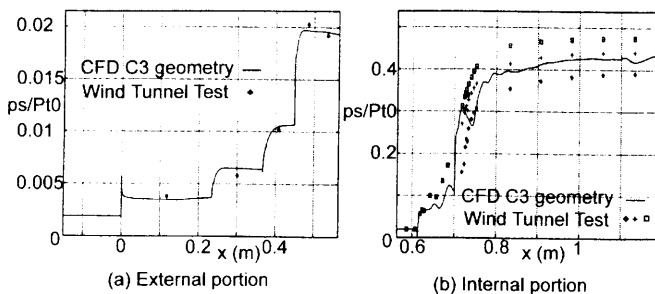 0.02
CFD C3 geometry
Wind Tunnel Test
0.015
ps/Pt0
0.01
0.005
0
0 0.2 0.4
x (m)
(a) External portion
0.4
ps/Pt0
0.2
CFD C3 geometry
Wind Tunnel Test
0
0.6 0.8 1
x (m)
(b) Internal portion